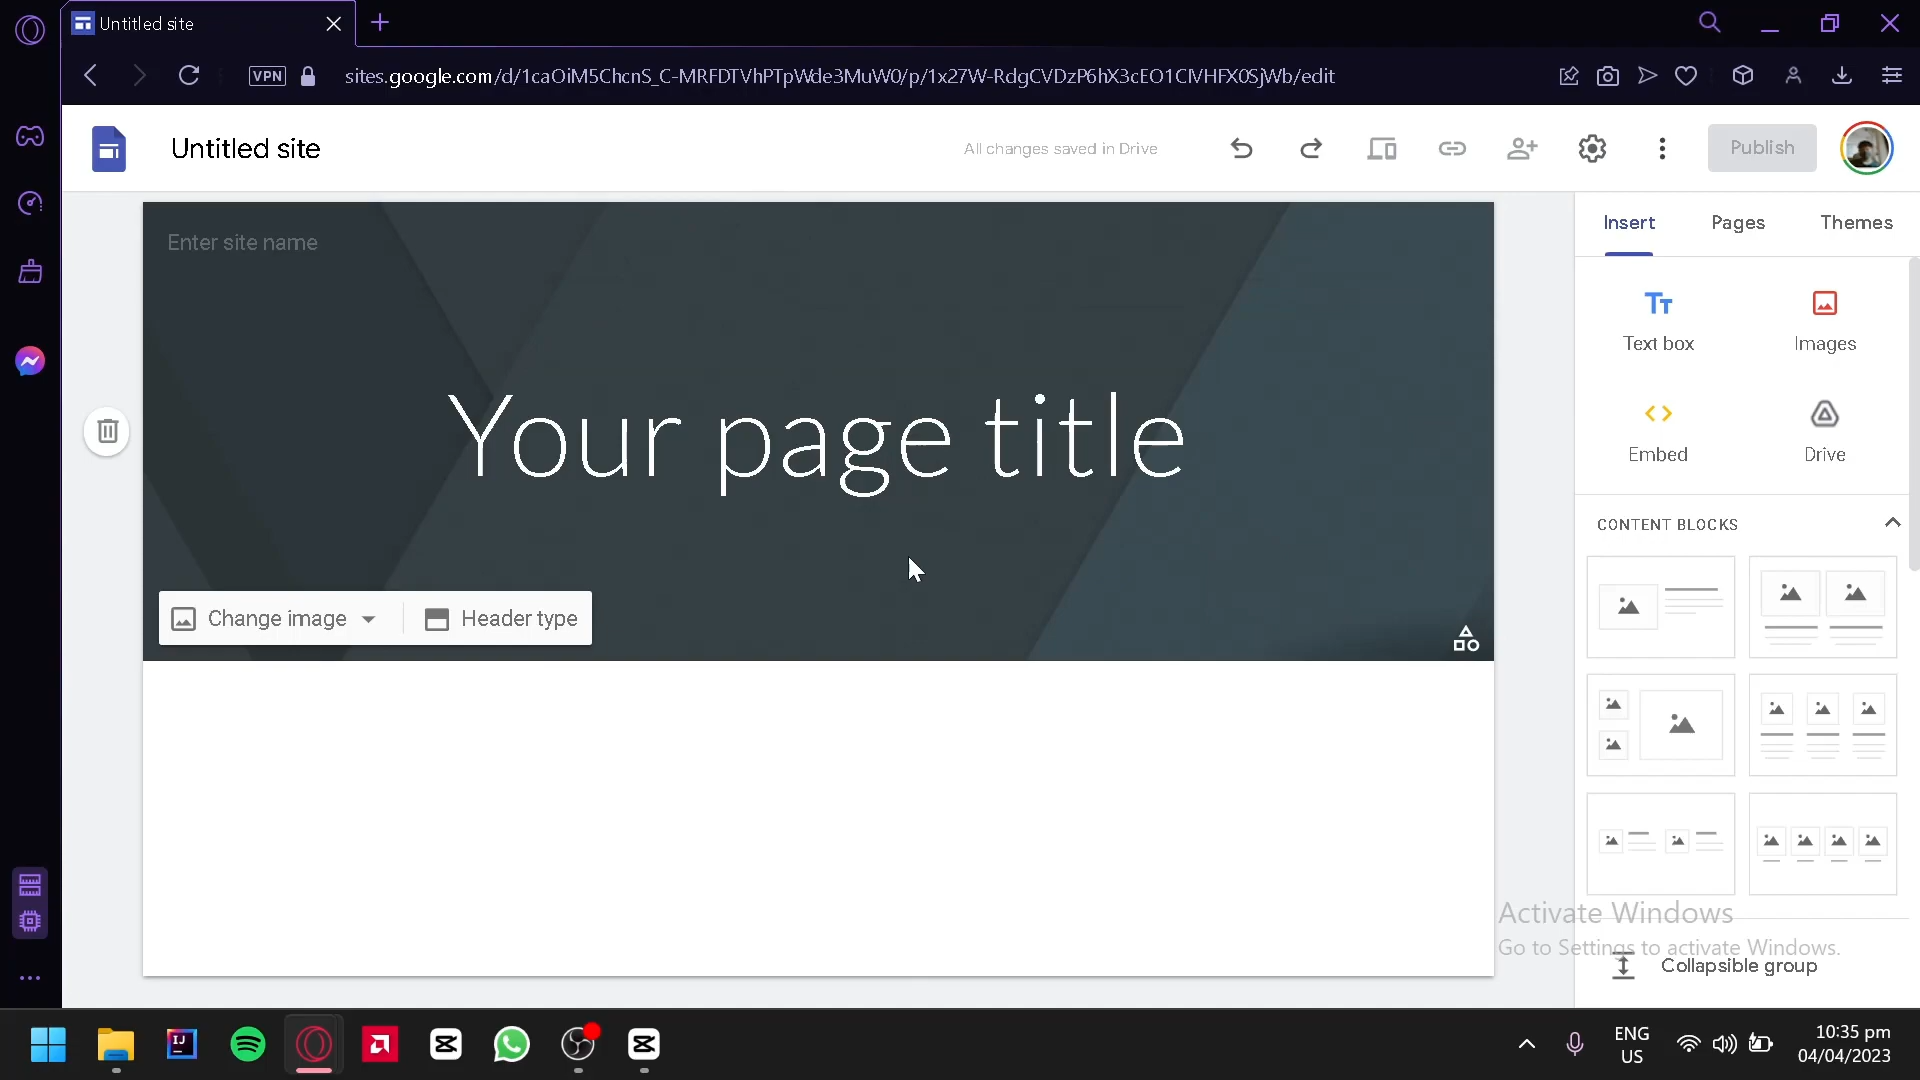 Untitled site
VPN
sites.google.com/d/1caOiM5ChcnS_C-MRFDTVhPTpWde3MuW0/p/1x27W-RdgCVDzP6hX3cEO1ClVHFX0SjWb/edit
Untitled site
All changes saved in Drive
Publish
Enter site name
Insert
Pages
Themes
Text box
Images
Your page title
Embed
Drive
CONTENT BLOCKS
Change image
Header type
Activate Windows
Go to Settings to activate Windows.
Collapsible group
IJ
ENG
US
10:35 pm
04/04/2023